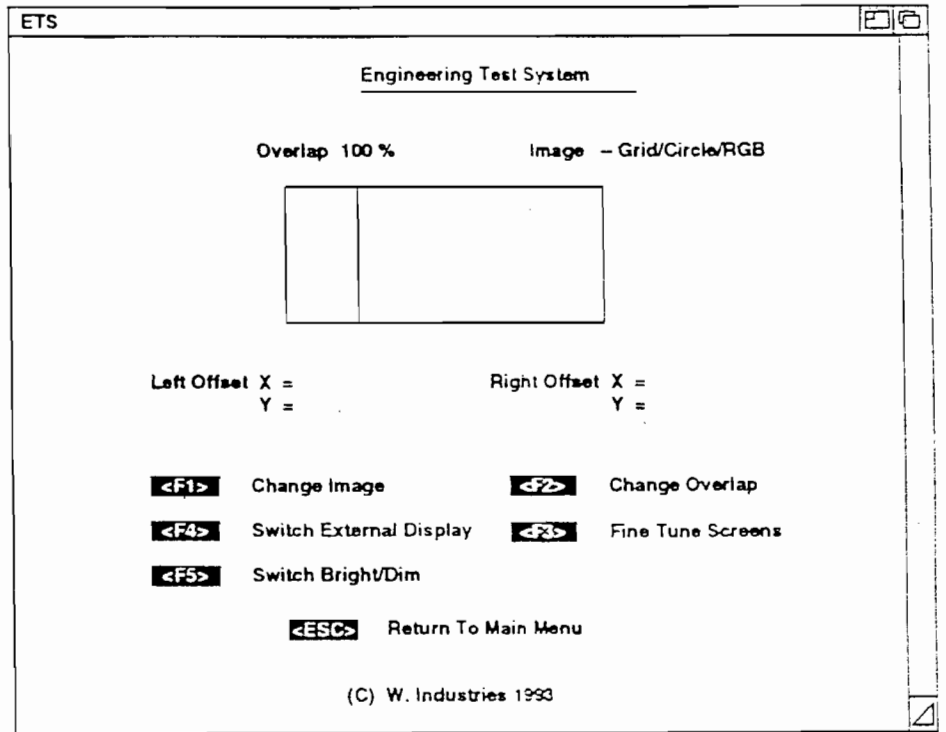 ETS
Engineering Test System
Overlap 100 % Image – Grid/Circle/RGB
Left Offset X = Right Offset X =
Y = Y =
<F1> Change Image <F2> Change Overlap
<F4> Switch External Display <F3> Fine Tune Screens
<F5> Switch Bright/Dim
<ESC> Return To Main Menu
(C) W. Industries 1993